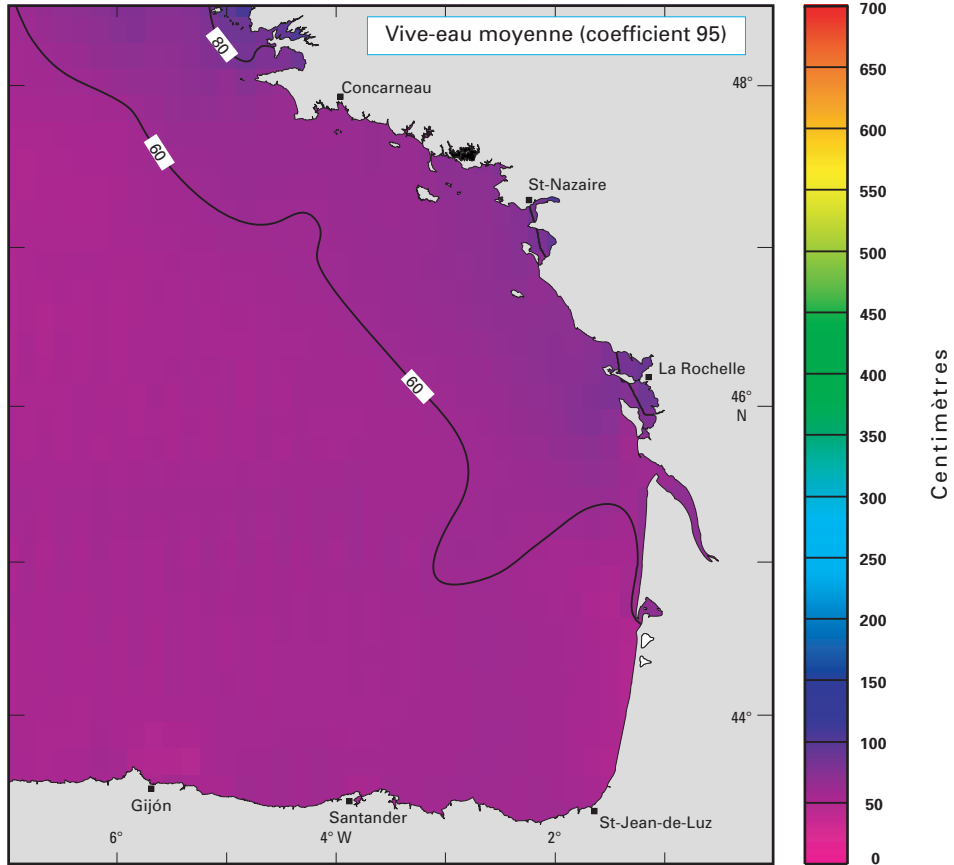 Vive-eau moyenne (coefficient 95)
80
60
60
Concarneau
St-Nazaire
La Rochelle
Gijón
Santander
St-Jean-de-Luz
48°
46°
N
44°
6°
4° W
2°
700
650
600
550
500
450
400
350
300
250
200
150
100
50
0
Centimètres